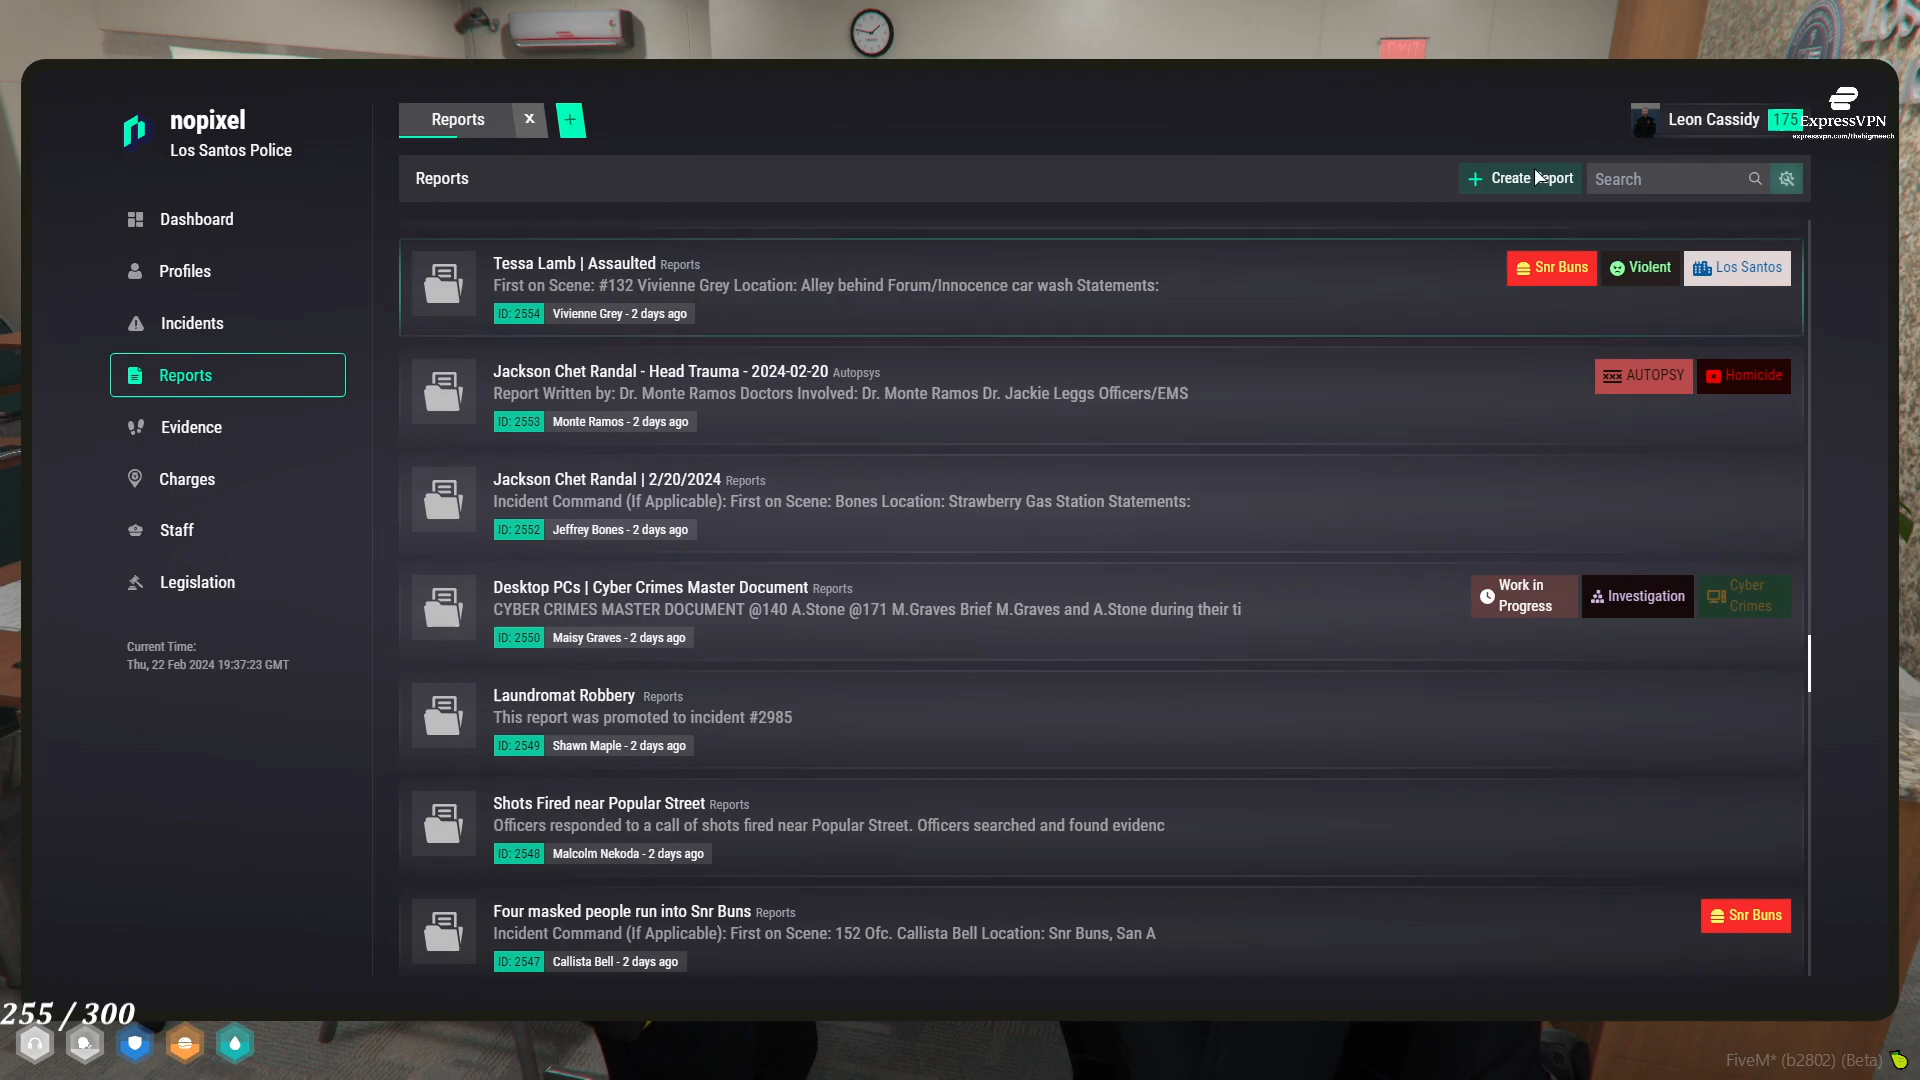 nopixel
Los Santos Police
Reports
X
+
Leon Cassidy 175
ExpressVPN
expressvpn.com/thebigmeech
Reports
+ Create Report
Search
Dashboard
Profiles
Incidents
Reports
Evidence
Charges
Staff
Legislation
Current Time:
Thu, 22 Feb 2024 19:37:23 GMT
Tessa Lamb | Assaulted Reports
First on Scene: #132 Vivienne Grey Location: Alley behind Forum/Innocence car wash Statements:
ID: 2554 Vivienne Grey - 2 days ago
Snr Buns
Violent
Los Santos
Jackson Chet Randal - Head Trauma - 2024-02-20 Autopsys
Report Written by: Dr. Monte Ramos Doctors Involved: Dr. Monte Ramos Dr. Jackie Leggs Officers/EMS
ID: 2553 Monte Ramos - 2 days ago
xxx AUTOPSY
Homicide
Jackson Chet Randal | 2/20/2024 Reports
Incident Command (If Applicable): First on Scene: Bones Location: Strawberry Gas Station Statements:
ID: 2552 Jeffrey Bones - 2 days ago
Desktop PCs | Cyber Crimes Master Document Reports
CYBER CRIMES MASTER DOCUMENT @140 A.Stone @171 M.Graves Brief M.Graves and A.Stone during their ti
ID: 2550 Maisy Graves - 2 days ago
Work in
Progress
Investigation
Cyber
Crimes
Laundromat Robbery Reports
This report was promoted to incident #2985
ID: 2549 Shawn Maple - 2 days ago
Shots Fired near Popular Street Reports
Officers responded to a call of shots fired near Popular Street. Officers searched and found evidenc
ID: 2548 Malcolm Nekoda - 2 days ago
Four masked people run into Snr Buns Reports
Incident Command (If Applicable): First on Scene: 152 Ofc. Callista Bell Location: Snr Buns, San A
ID: 2547 Callista Bell - 2 days ago
Snr Buns
255 / 300
FiveM* (b2802) (Beta)